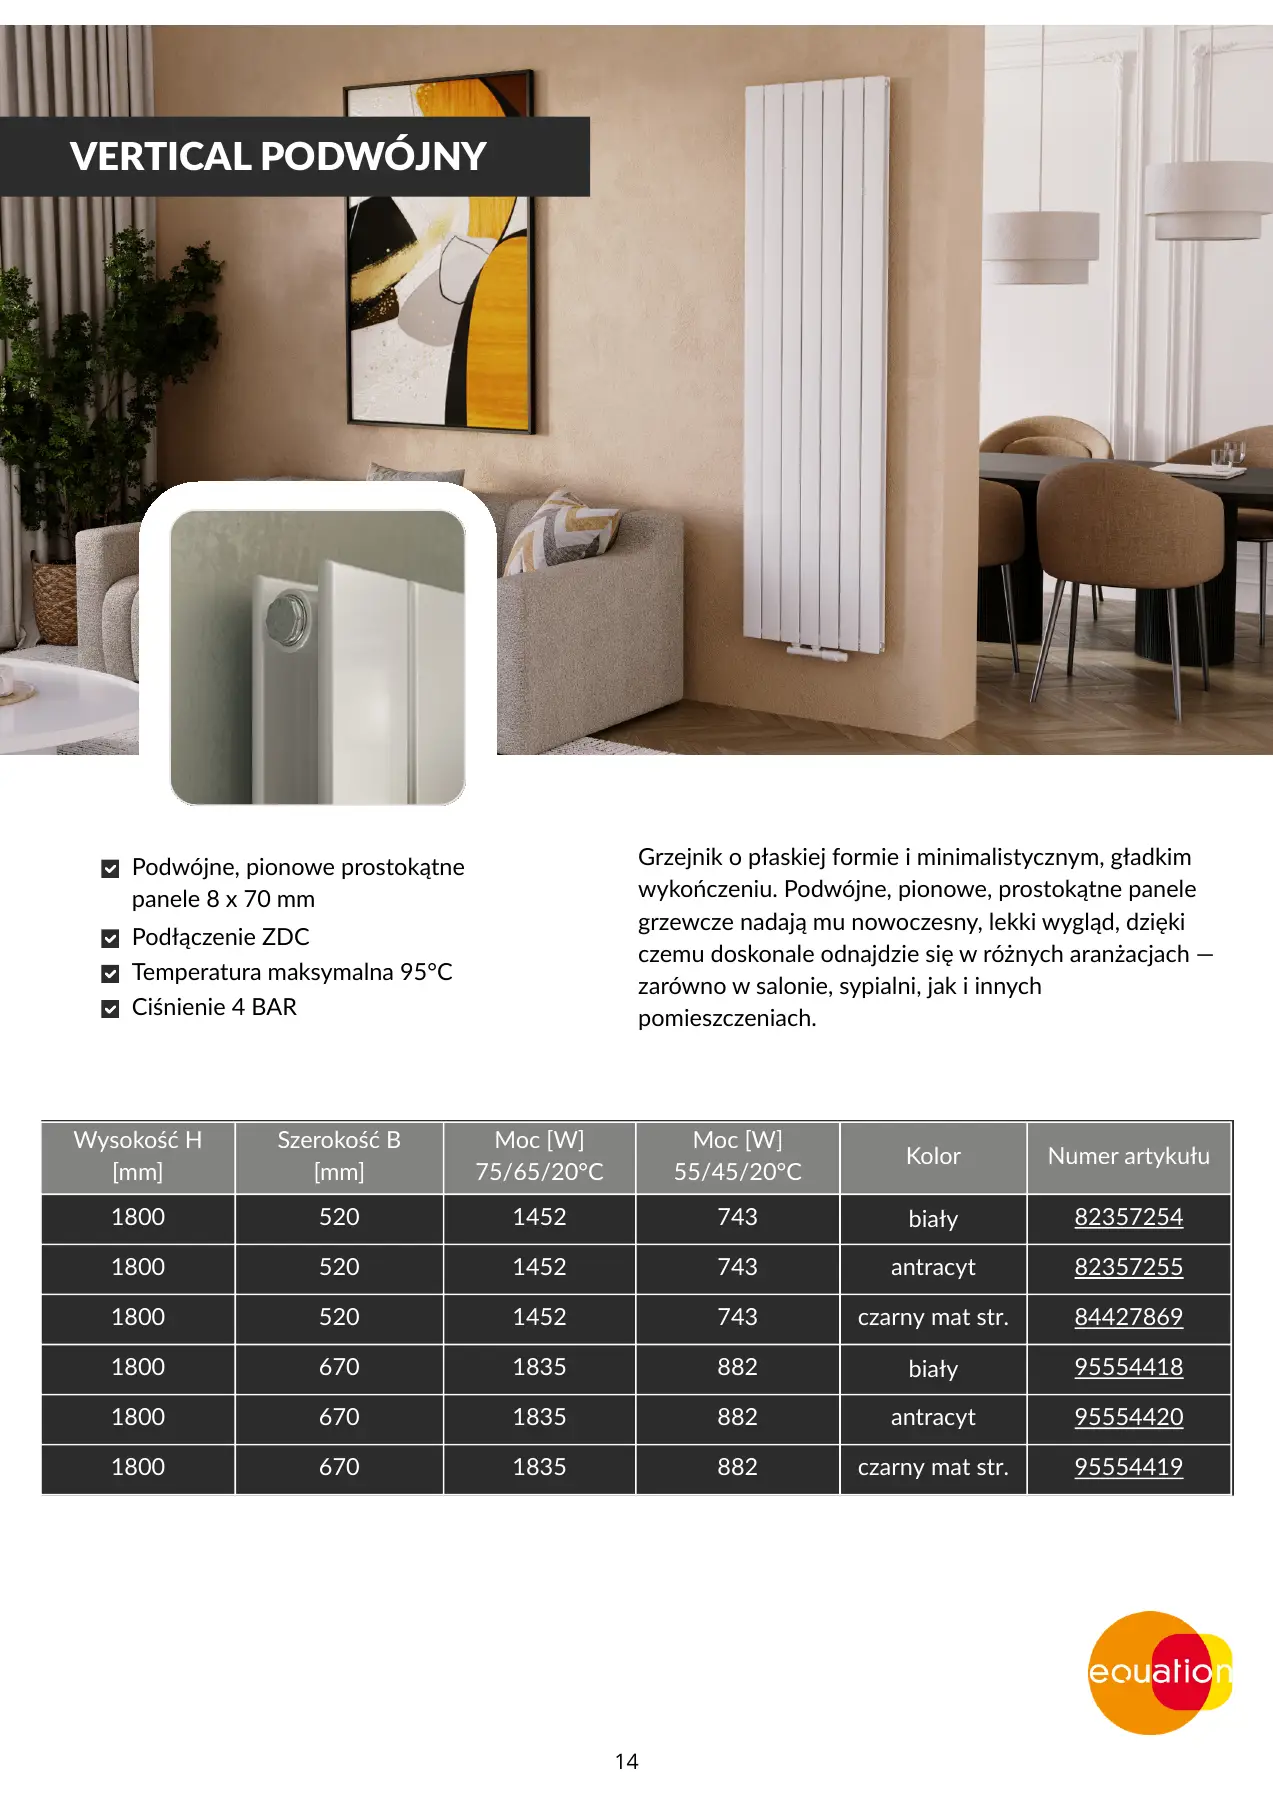 VERTICAL PODWÓJNY
Podwójne, pionowe prostokątne
panele 8 x 70 mm
Podłączenie ZDC
Temperatura maksymalna 95°C
Ciśnienie 4 BAR
Grzejnik o płaskiej formie i minimalistycznym, gładkim
wykończeniu. Podwójne, pionowe, prostokątne panele
grzewcze nadają mu nowoczesny, lekki wygląd, dzięki
czemu doskonale odnajdzie się w różnych aranżacjach —
zarówno w salonie, sypialni, jak i innych
pomieszczeniach.
Wysokość H [mm] Szerokość B [mm] Moc [W] 75/65/20°C Moc [W] 55/45/20°C Kolor Numer artykułu
1800 520 1452 743 biały 82357254
1800 520 1452 743 antracyt 82357255
1800 520 1452 743 czarny mat str. 84427869
1800 670 1835 882 biały 95554418
1800 670 1835 882 antracyt 95554420
1800 670 1835 882 czarny mat str. 95554419
equation
14